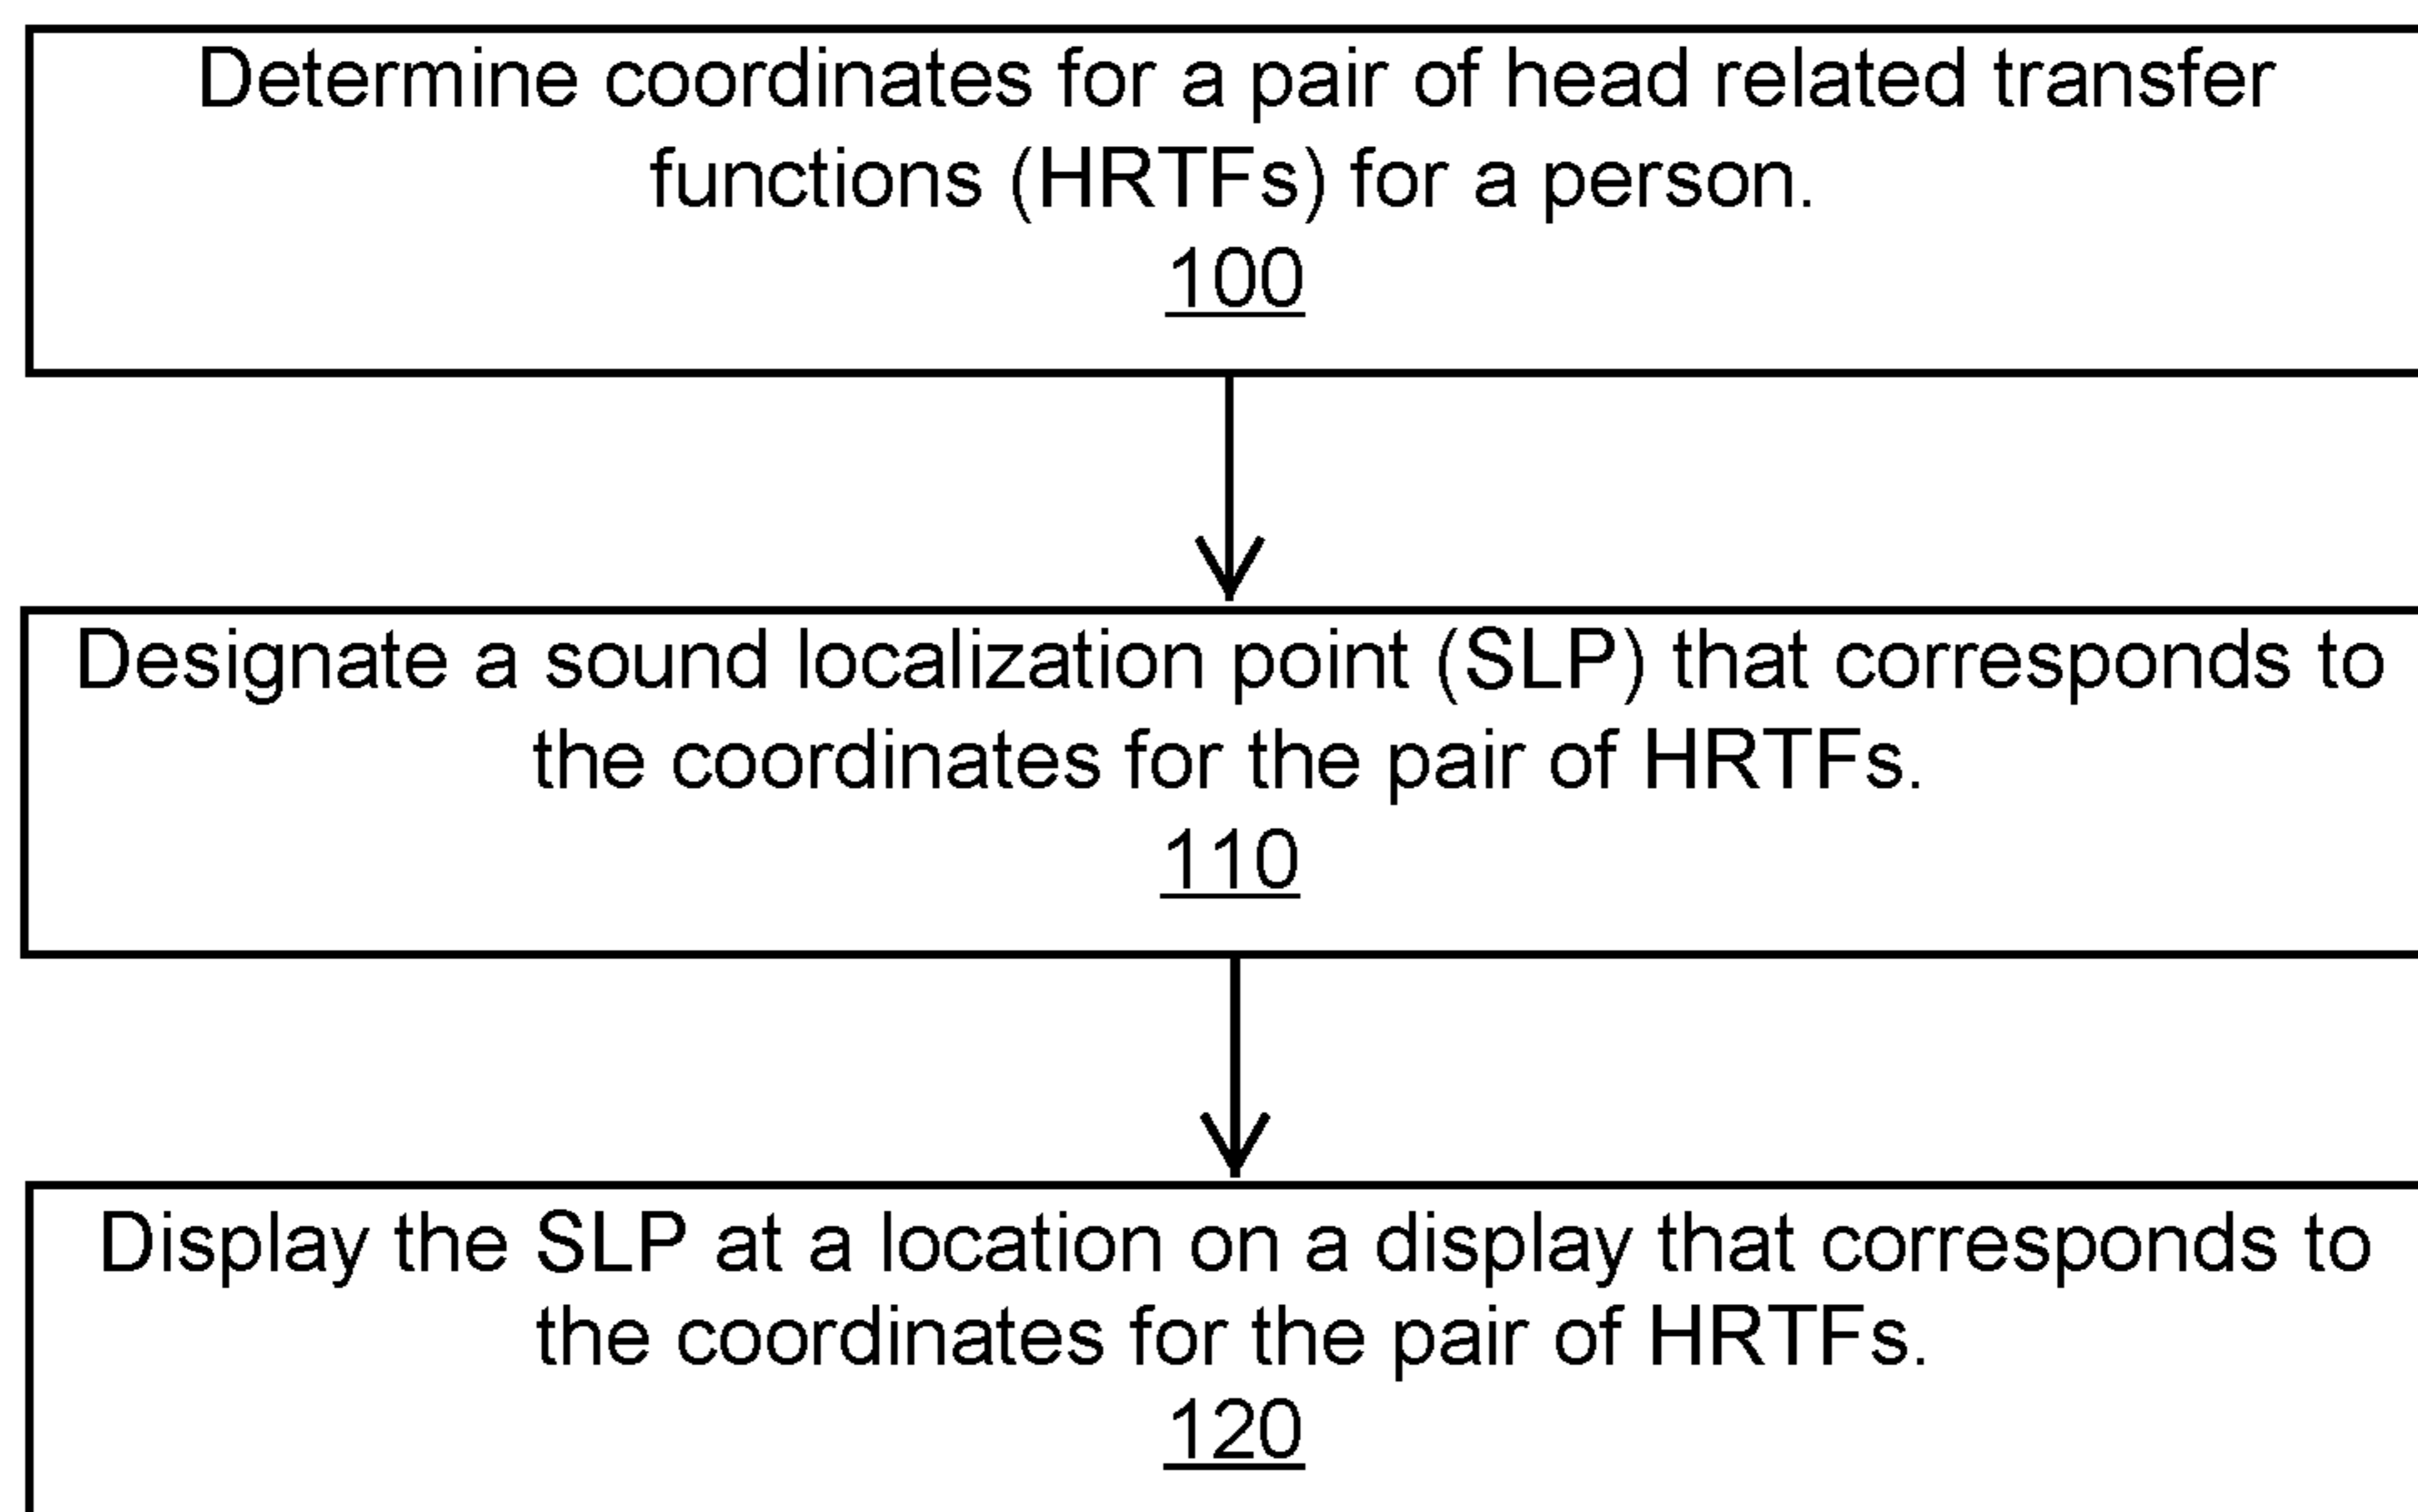 Determine coordinates for a pair of head related transfer
functions (HRTFs) for a person.
100
Designate a sound localization point (SLP) that corresponds to
the coordinates for the pair of HRTFs.
110
Display the SLP at a location on a display that corresponds to
the coordinates for the pair of HRTFs.
120